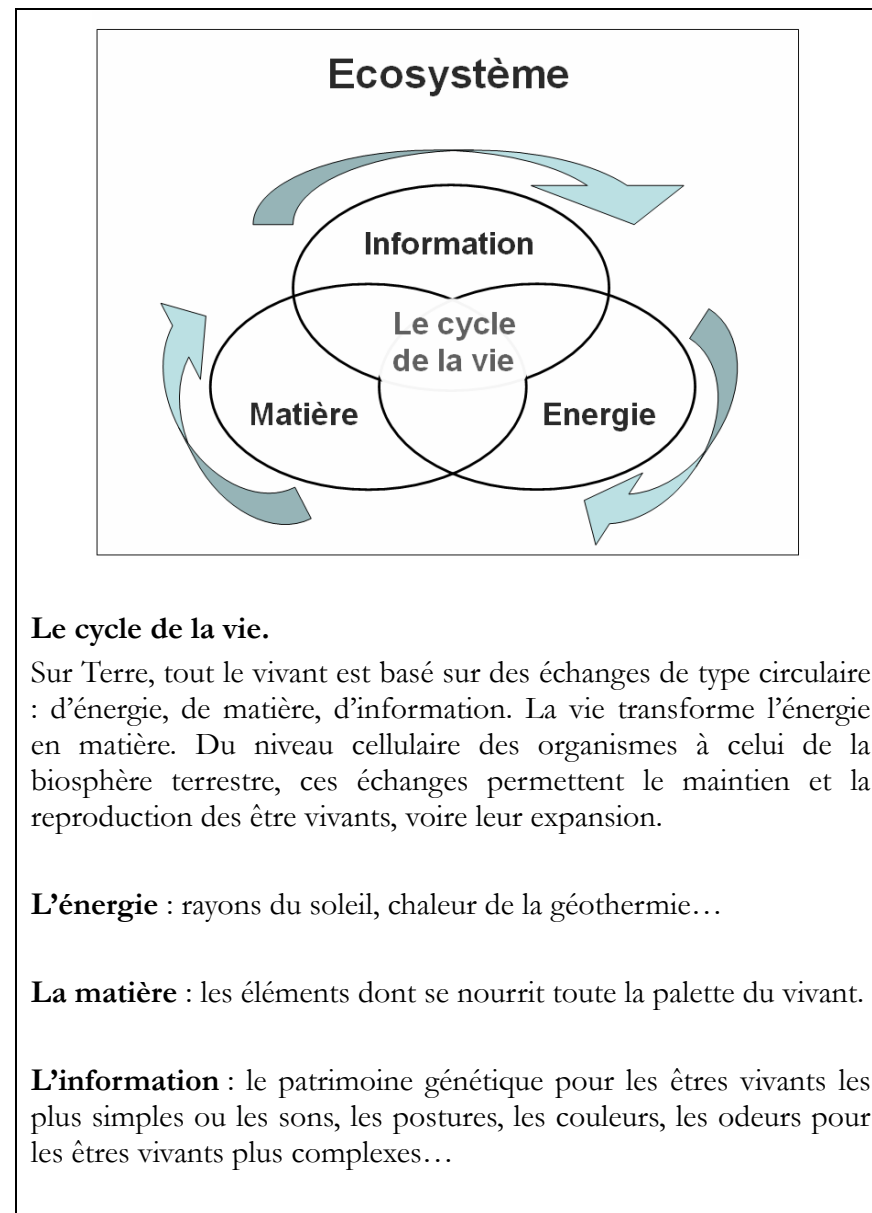 Ecosystème
Information
Le cycle
de la vie
Matière
Energie
Le cycle de la vie.
Sur Terre, tout le vivant est basé sur des échanges de type circulaire
: d’énergie, de matière, d’information. La vie transforme l’énergie
en matière. Du niveau cellulaire des organismes à celui de la
biosphère terrestre, ces échanges permettent le maintien et la
reproduction des être vivants, voire leur expansion.
L’énergie : rayons du soleil, chaleur de la géothermie…
La matière : les éléments dont se nourrit toute la palette du vivant.
L’information : le patrimoine génétique pour les êtres vivants les
plus simples ou les sons, les postures, les couleurs, les odeurs pour
les êtres vivants plus complexes…